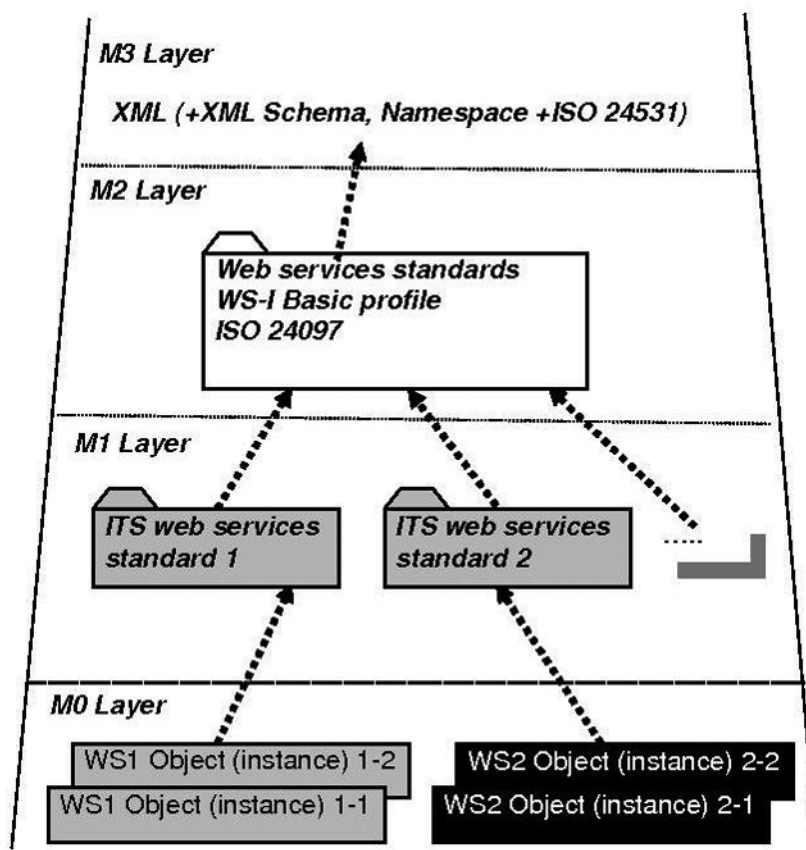 M3 Layer
XML (+XML Schema, Namespace +ISO 24531)
M2 Layer
Web services standards
WS-I Basic profile
ISO 24097
M1 Layer
ITS web services
standard 1
ITS web services
standard 2
M0 Layer
WS1 Object (instance) 1-2
WS1 Object (instance) 1-1
WS2 Object (instance) 2-2
WS2 Object (instance) 2-1